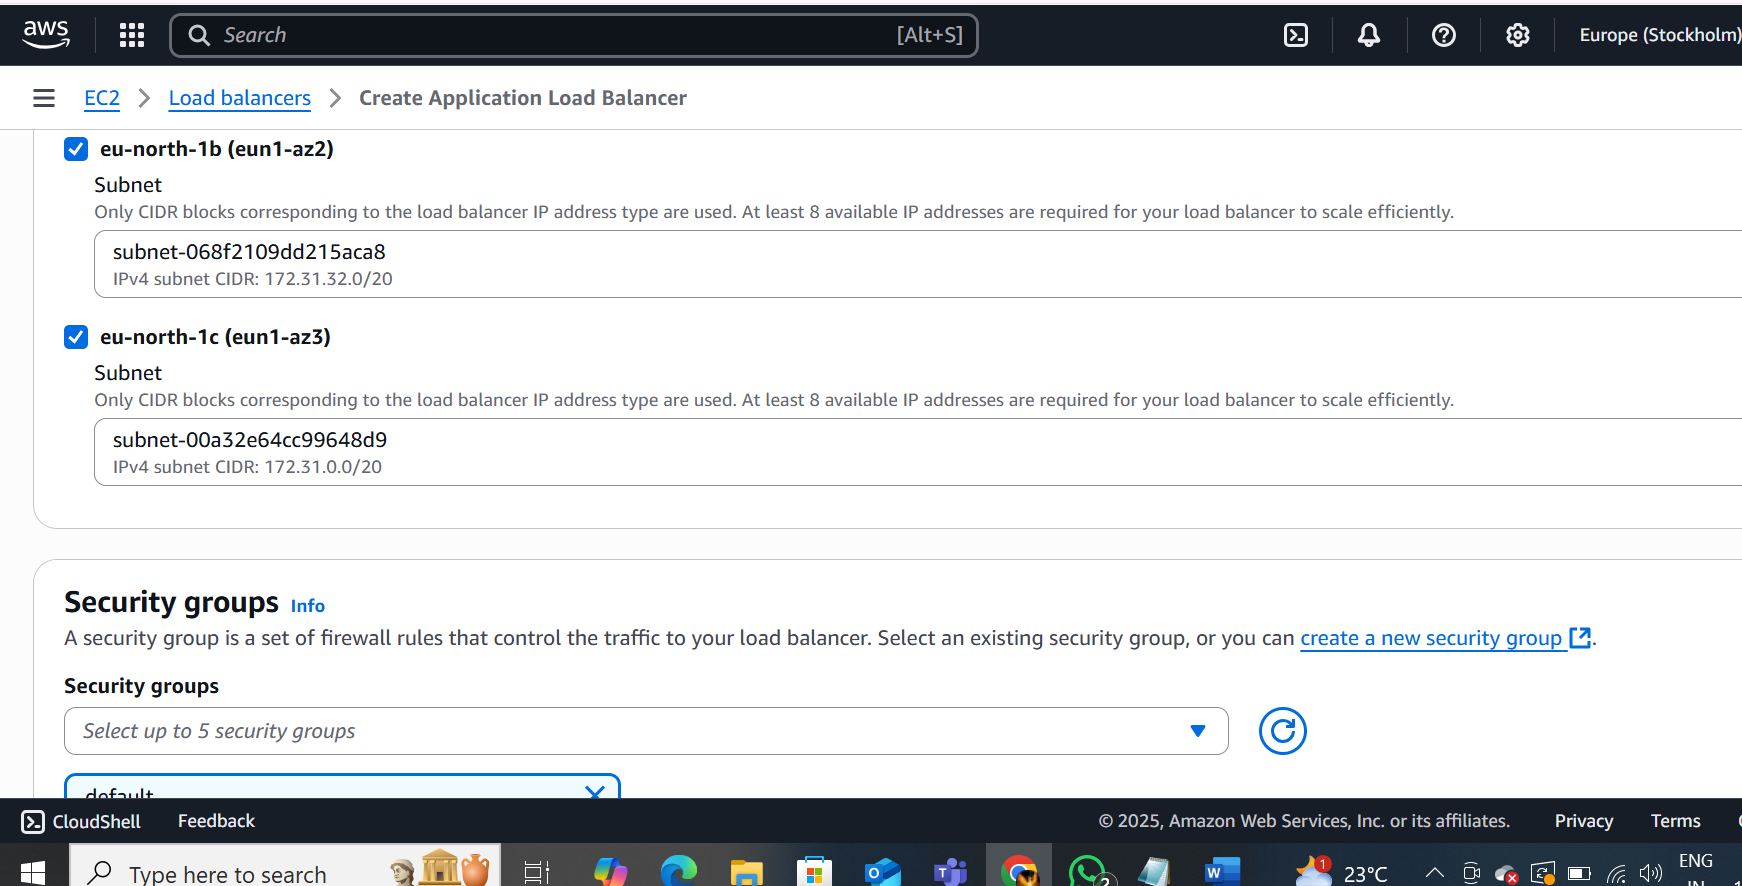 aws
Search [Alt+S]
Europe (Stockholm)
EC2 > Load balancers > Create Application Load Balancer
eu-north-1b (eun1-az2)
Subnet
Only CIDR blocks corresponding to the load balancer IP address type are used. At least 8 available IP addresses are required for your load balancer to scale efficiently.
subnet-068f2109dd215aca8
IPv4 subnet CIDR: 172.31.32.0/20
eu-north-1c (eun1-az3)
Subnet
Only CIDR blocks corresponding to the load balancer IP address type are used. At least 8 available IP addresses are required for your load balancer to scale efficiently.
subnet-00a32e64cc99648d9
IPv4 subnet CIDR: 172.31.0.0/20
Security groups Info
A security group is a set of firewall rules that control the traffic to your load balancer. Select an existing security group, or you can create a new security group.
Security groups
Select up to 5 security groups
default
CloudShell Feedback © 2025, Amazon Web Services, Inc. or its affiliates. Privacy Terms
Type here to search
2
1
23°C
ENG
IN